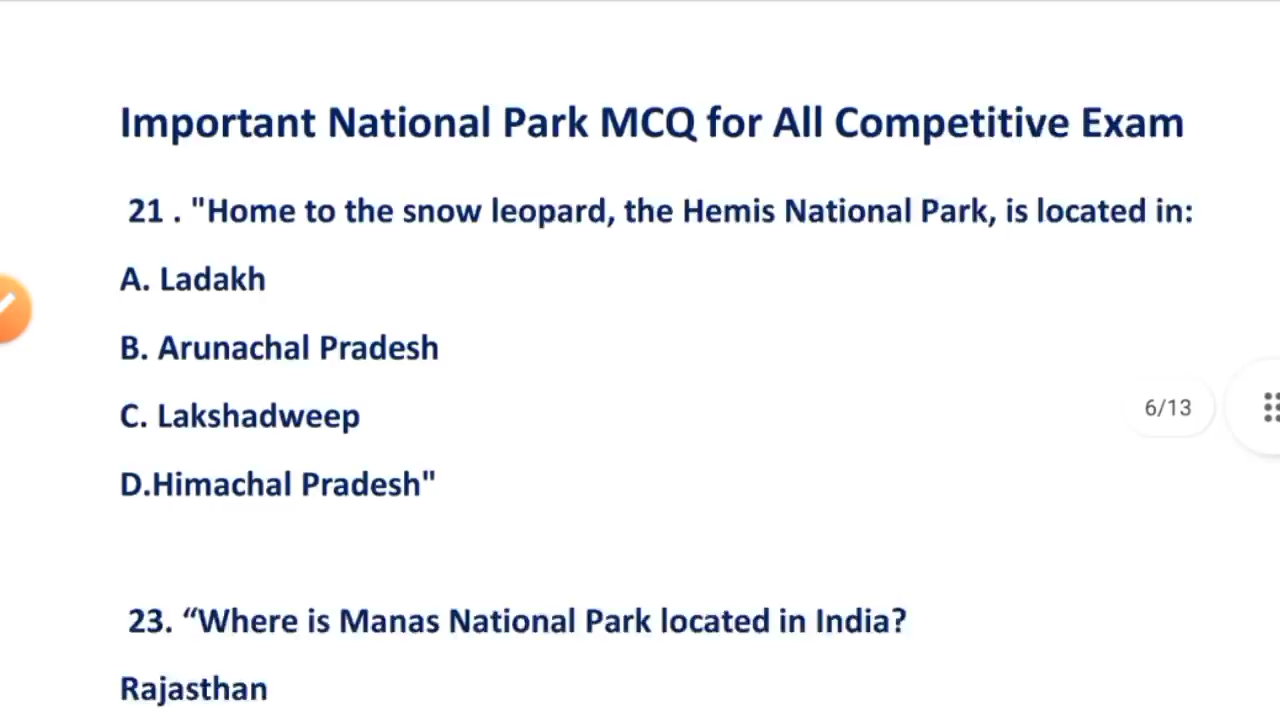 Important National Park MCQ for All Competitive Exam
21 . "Home to the snow leopard, the Hemis National Park, is located in:
A. Ladakh
B. Arunachal Pradesh
C. Lakshadweep
6/13
D.Himachal Pradesh"
23. “Where is Manas National Park located in India?
Rajasthan